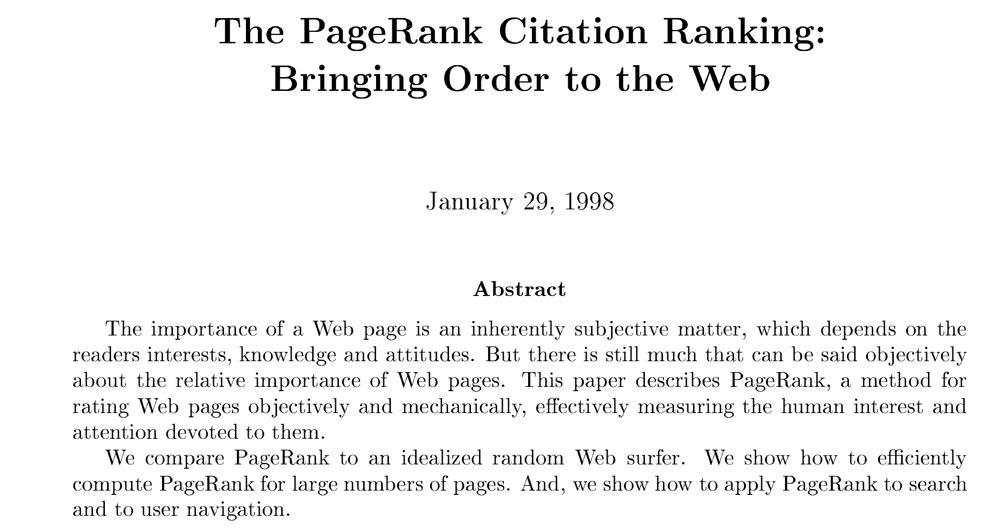 The PageRank Citation Ranking:
Bringing Order to the Web
January 29, 1998
Abstract
The importance of a Web page is an inherently subjective matter, which depends on the
readers interests, knowledge and attitudes. But there is still much that can be said objectively
about the relative importance of Web pages. This paper describes PageRank, a method for
rating Web pages objectively and mechanically, effectively measuring the human interest and
attention devoted to them.
We compare PageRank to an idealized random Web surfer. We show how to efficiently
compute PageRank for large numbers of pages. And, we show how to apply PageRank to search
and to user navigation.